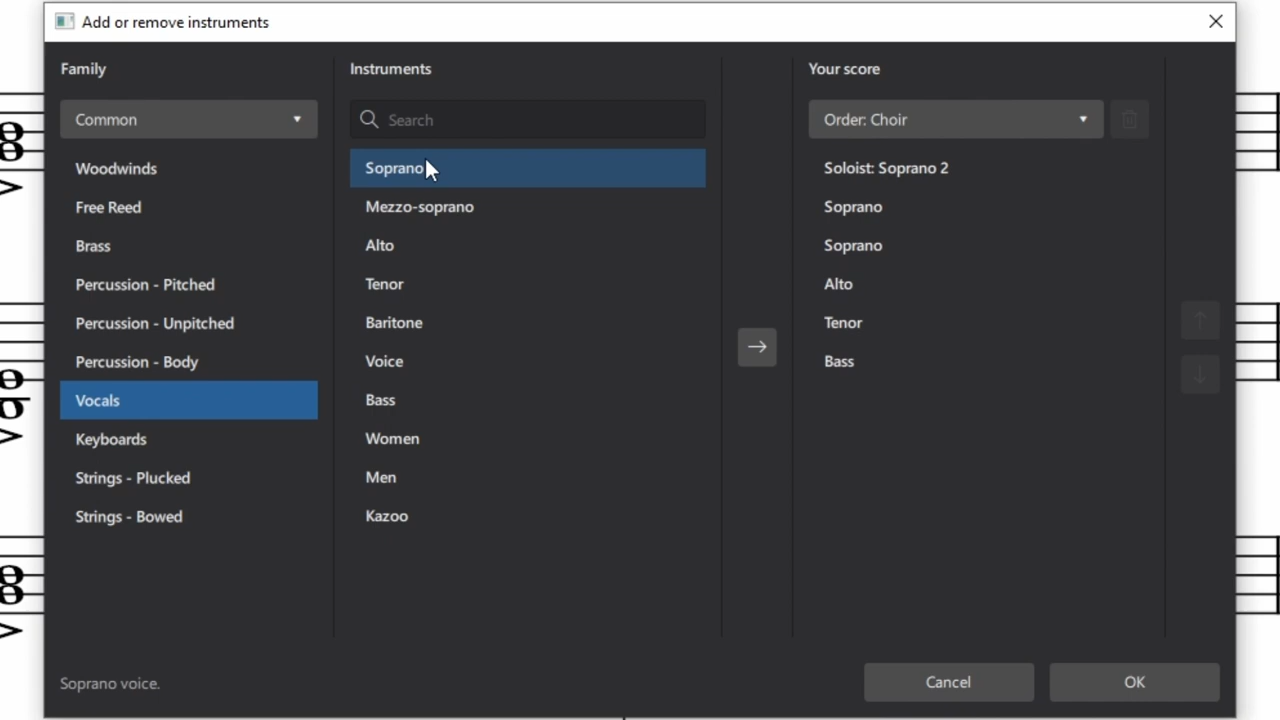 Add or remove instruments
Family
Instruments
Your score
Common
Search
Order: Choir
Woodwinds
Free Reed
Brass
Percussion - Pitched
Percussion - Unpitched
Percussion - Body
Vocals
Keyboards
Strings - Plucked
Strings - Bowed
Soprano
Mezzo-soprano
Alto
Tenor
Baritone
Voice
Bass
Women
Men
Kazoo
Soloist: Soprano 2
Soprano
Soprano
Alto
Tenor
Bass
Soprano voice.
Cancel
OK